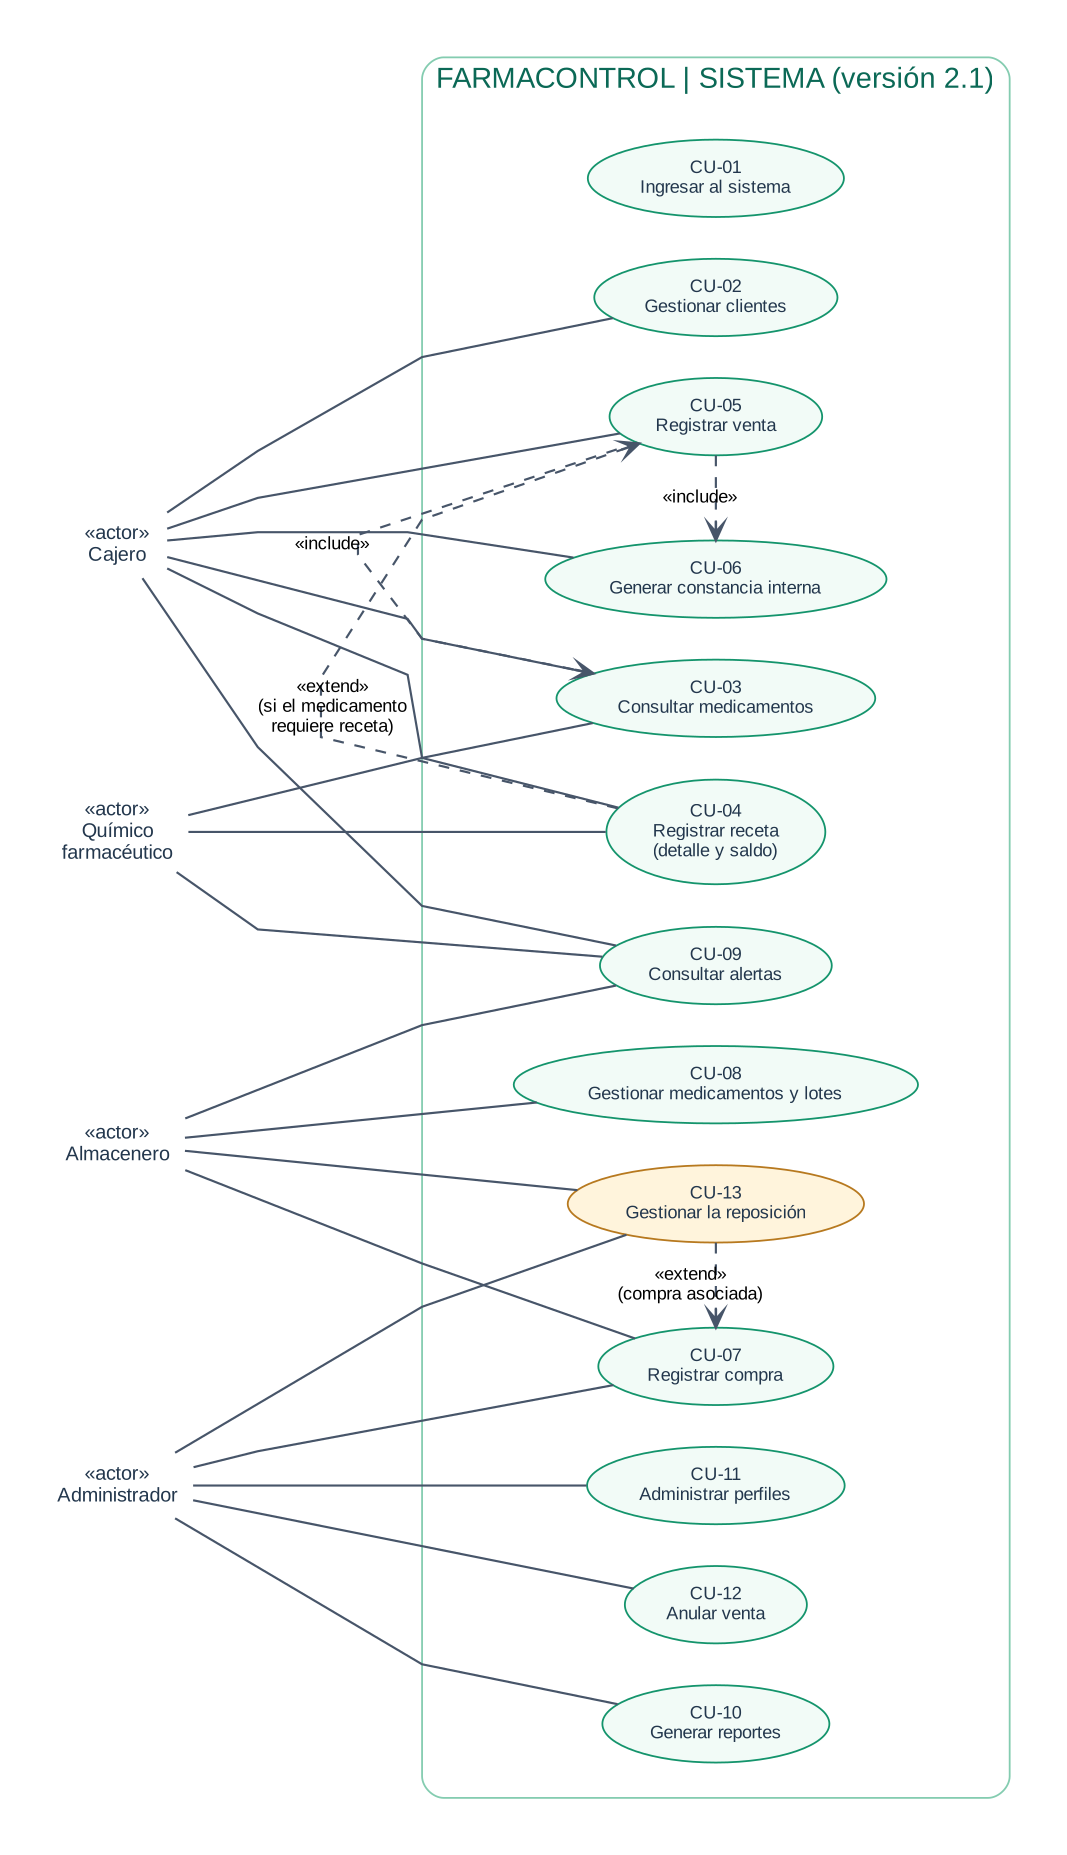 FARMACONTROL | SISTEMA (versión 2.1)
CU-01
Ingresar al sistema
CU-02
Gestionar clientes
CU-05
Registrar venta
«include»
«actor»
Cajero
«include»
CU-06
Generar constancia interna
«extend»
(si el medicamento
requiere receta)
CU-03
Consultar medicamentos
«actor»
Químico
farmacéutico
CU-04
Registrar receta
(detalle y saldo)
CU-09
Consultar alertas
CU-08
Gestionar medicamentos y lotes
«actor»
Almacenero
CU-13
Gestionar la reposición
«extend»
(compra asociada)
CU-07
Registrar compra
«actor»
Administrador
CU-11
Administrar perfiles
CU-12
Anular venta
CU-10
Generar reportes